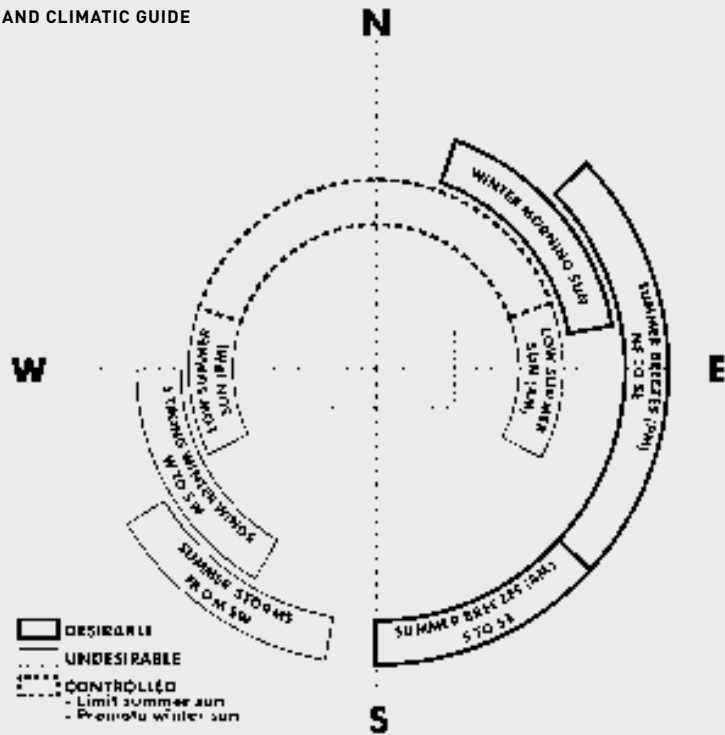 AND CLIMATIC GUIDE
N
WINTER MORNING SUN
SUMMER BREEZES (PM)
NE TO SE
LOW SUMMER
SUN (AM)
LOW SUMMER
SUN (PM)
W
E
STRONG WINTER WINDS
W TO SW
SUMMER STORMS
FROM SW
SUMMER BREEZES (AM)
S TO SE
DESIRABLE
UNDESIRABLE
CONTROLLED
- Limit summer sun
- Promote winter sun
S